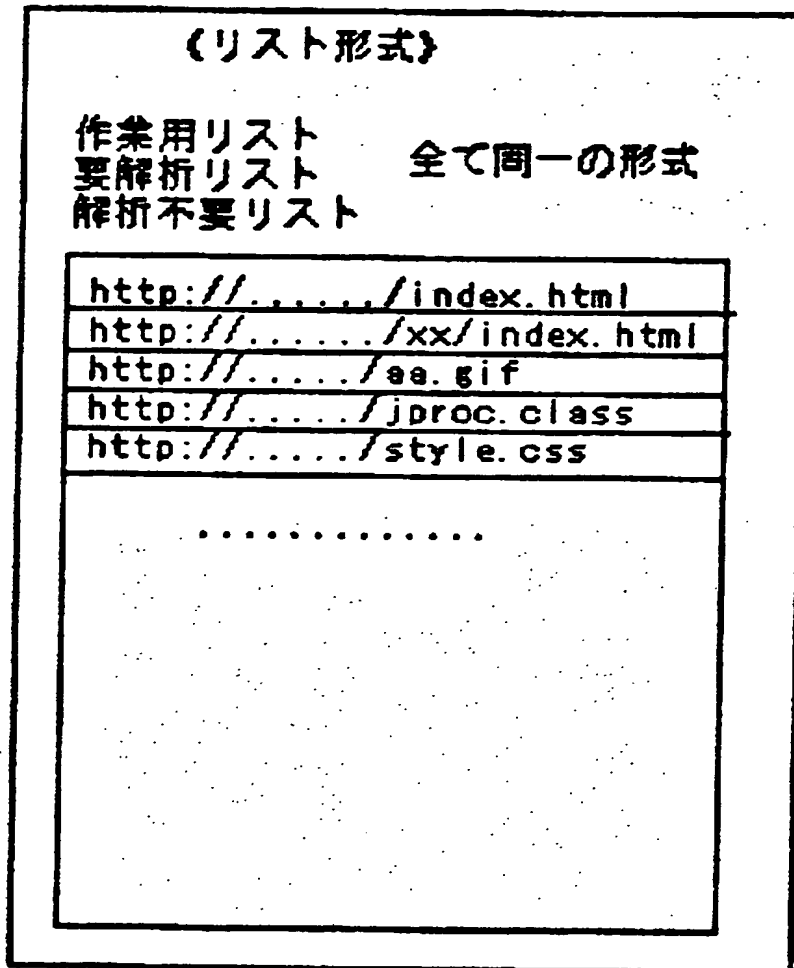 《リスト形式》
作業用リスト
要解析リスト
解析不要リスト
全て同一の形式
http://....../index.html
http://....../xx/index.html
http://...../aa.gif
http://...../jproc.class
http://...../style.css
.............